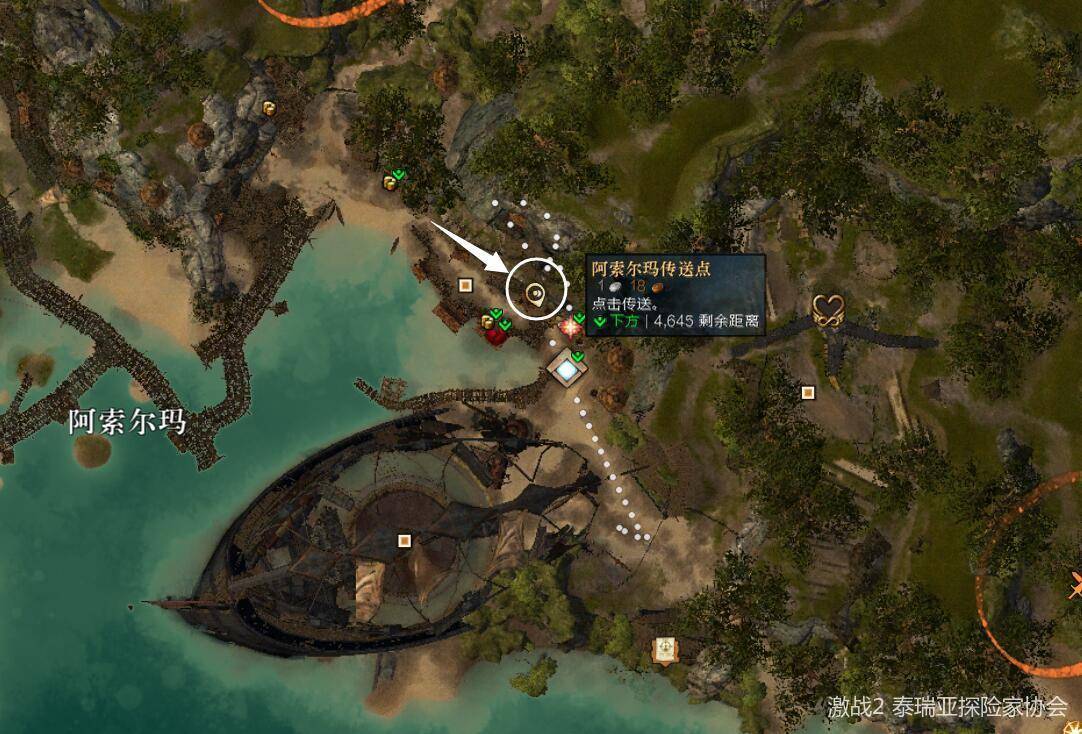 阿索尔玛传送点
1 18
点击传送。
下方 | 4,645 剩余距离
阿索尔玛
激战2 泰瑞亚探险家协会